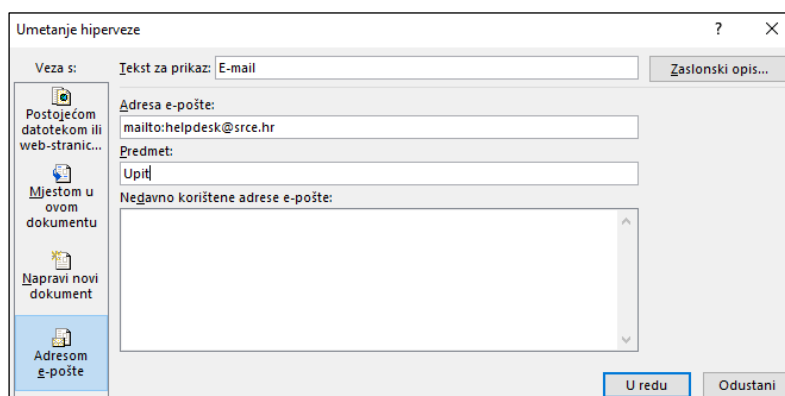 Umetanje hiperveze
? X
Veza s:
Tekst za prikaz: E-mail
Zaslonski opis...
Postojećom
datotekom ili
web-stranic...
Mjestom u
ovom
dokumentu
Napravi novi
dokument
Adresom
e-pošte
Adresa e-pošte:
mailto:helpdesk@srce.hr
Predmet:
Upit
Nedavno korištene adrese e-pošte:
U redu
Odustani